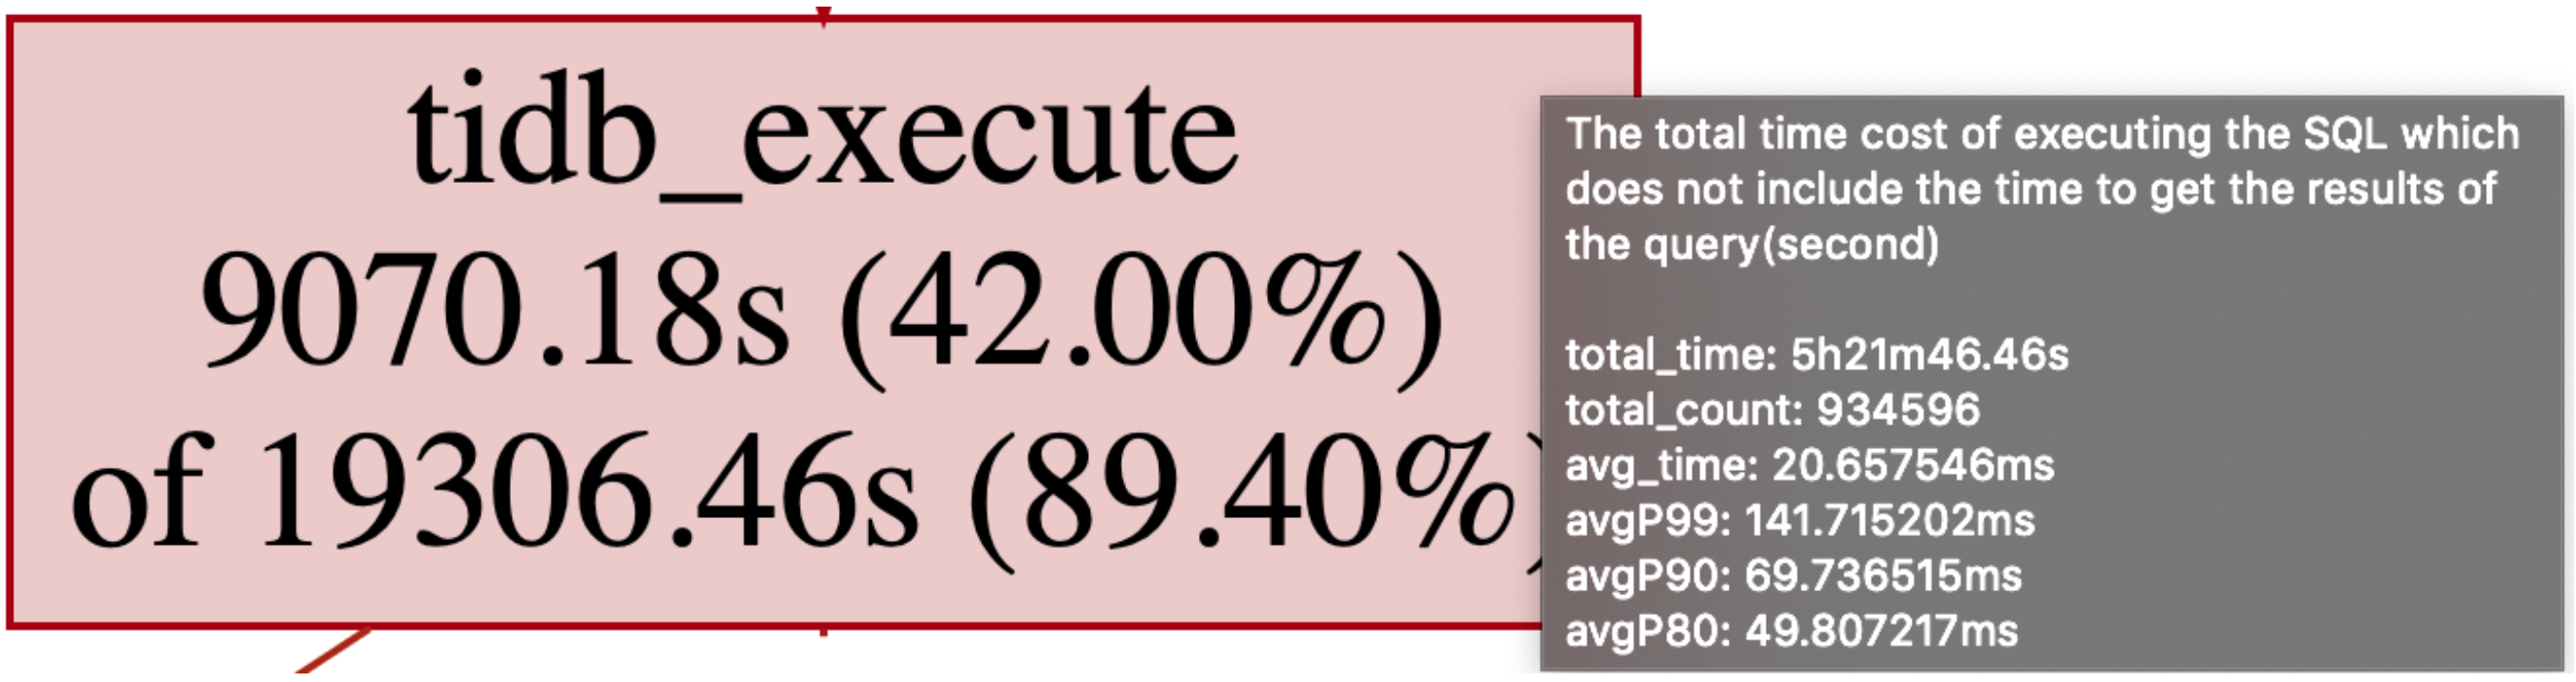 tidb_execute
9070.18s (42.00%)
of 19306.46s (89.40%)
The total time cost of executing the SQL which
does not include the time to get the results of
the query(second)
total_time: 5h21m46.46s
total_count: 934596
avg_time: 20.657546ms
avgP99: 141.715202ms
avgP90: 69.736515ms
avgP80: 49.807217ms